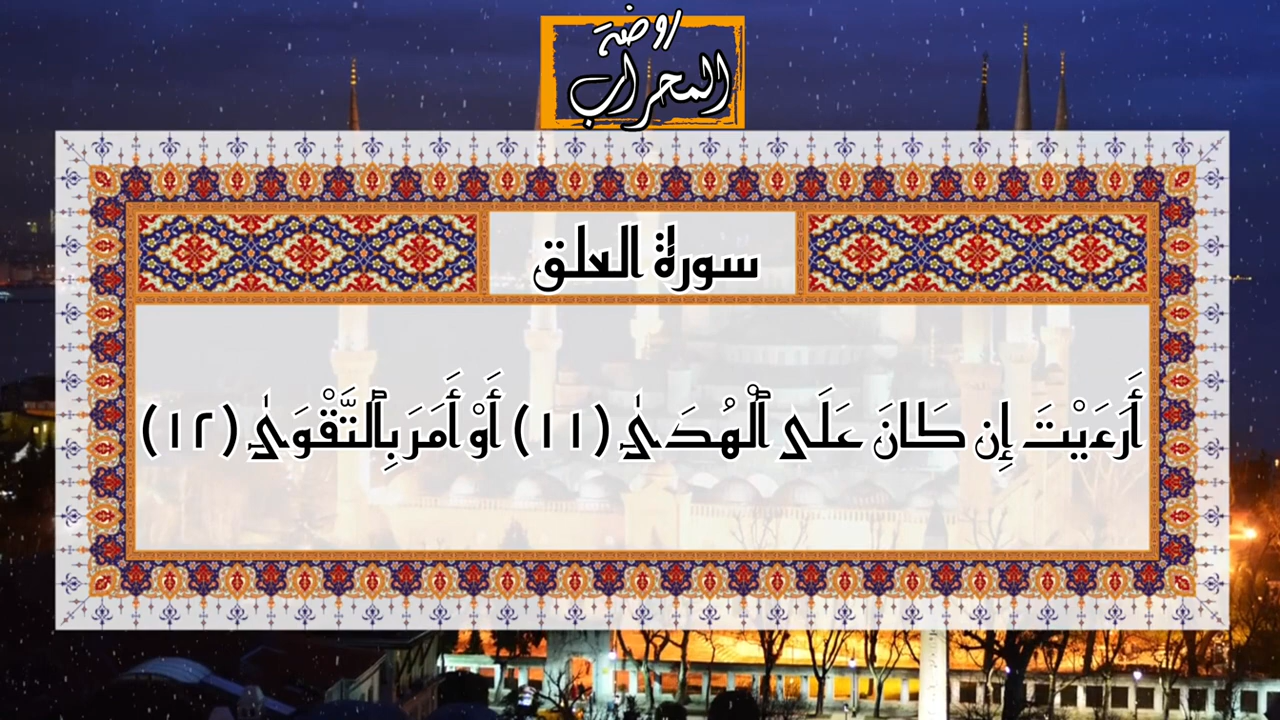 روضة
المحراب
سورة العلق
أَرَءَيْتَ إِن كَانَ عَلَى ٱلْهُدَىٰ (١١) أَوْ أَمَرَ بِٱلتَّقْوَىٰ (١٢)